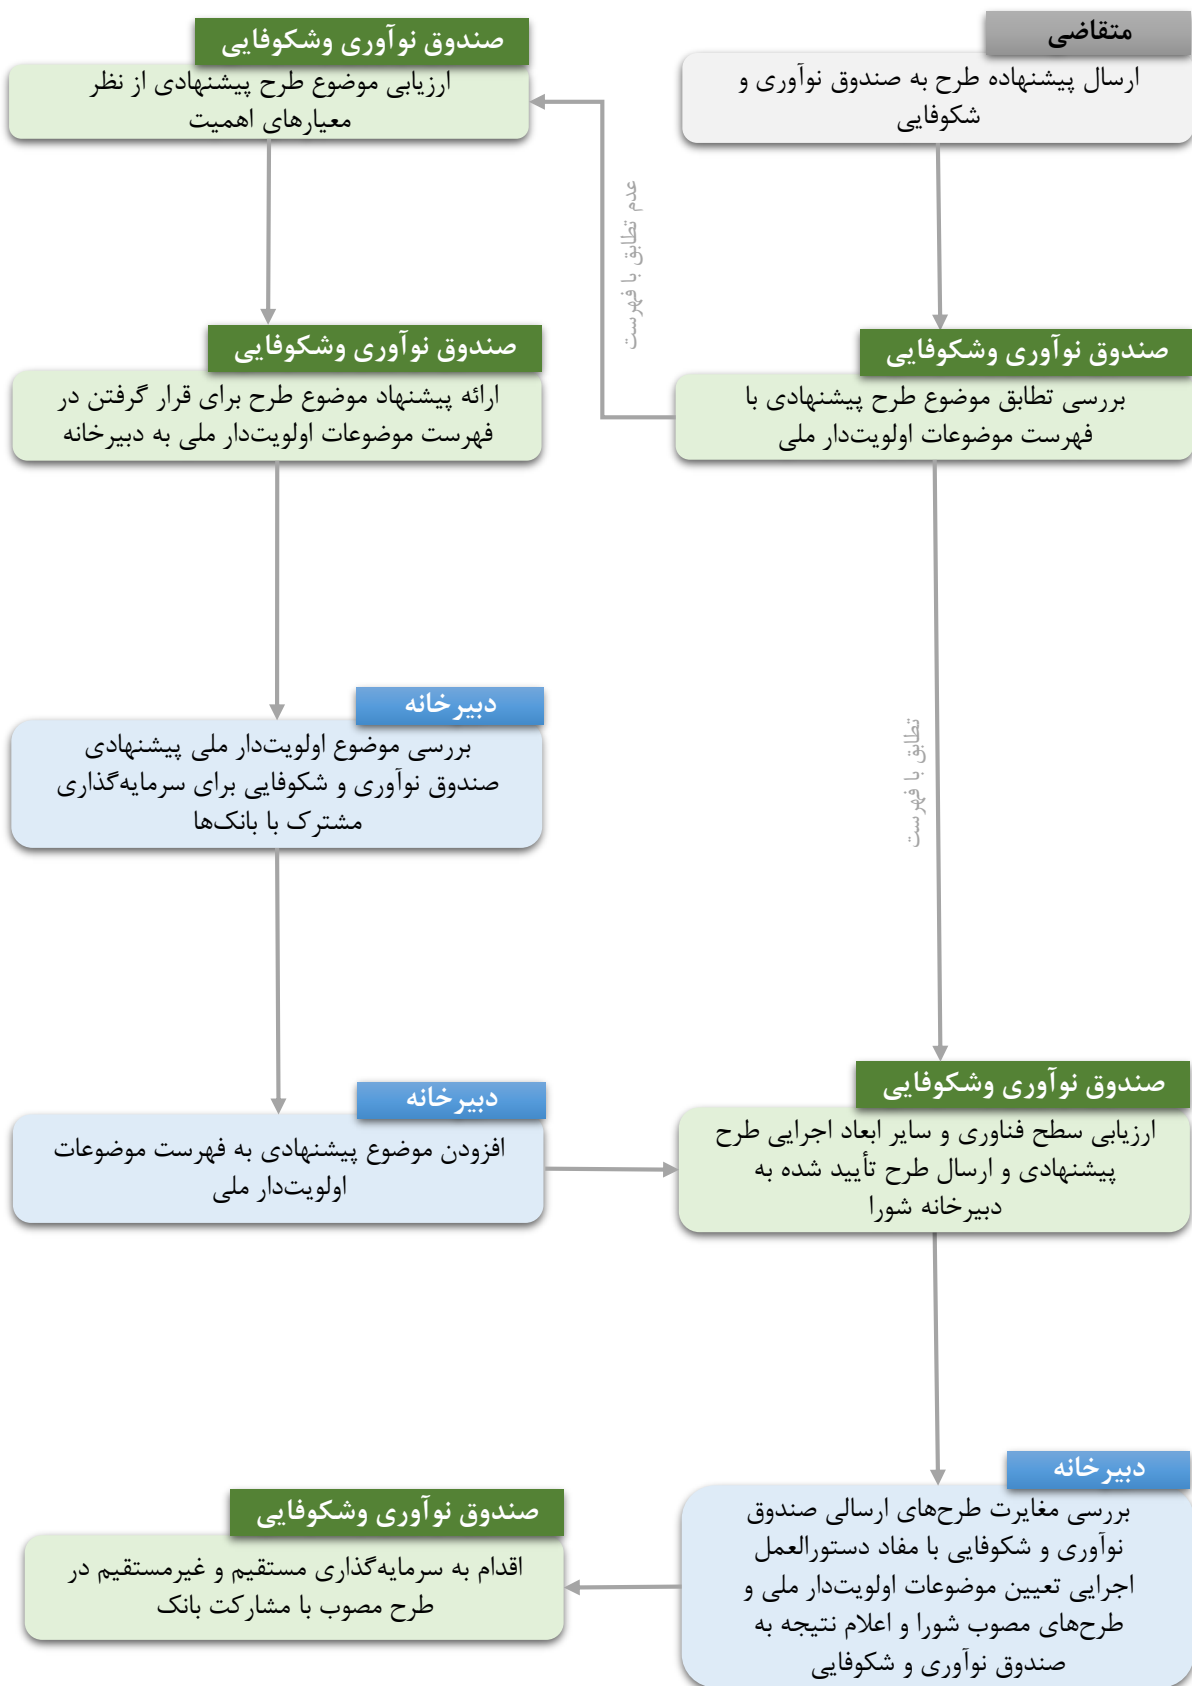 متقاضی
ارسال پیشنهاده طرح به صندوق نوآوری و
شکوفایی
صندوق نوآوری وشکوفایی
بررسی تطابق موضوع طرح پیشنهادی با
فهرست موضوعات اولویت‌دار ملی
عدم تطابق با فهرست
صندوق نوآوری وشکوفایی
ارزیابی موضوع طرح پیشنهادی از نظر
معیارهای اهمیت
صندوق نوآوری وشکوفایی
ارائه پیشنهاد موضوع طرح برای قرار گرفتن در
فهرست موضوعات اولویت‌دار ملی به دبیرخانه
دبیرخانه
بررسی موضوع اولویت‌دار ملی پیشنهادی
صندوق نوآوری و شکوفایی برای سرمایه‌گذاری
مشترک با بانک‌ها
دبیرخانه
افزودن موضوع پیشنهادی به فهرست موضوعات
اولویت‌دار ملی
تطابق با فهرست
صندوق نوآوری وشکوفایی
ارزیابی سطح فناوری و سایر ابعاد اجرایی طرح
پیشنهادی و ارسال طرح تأیید شده به
دبیرخانه شورا
دبیرخانه
بررسی مغایرت طرح‌های ارسالی صندوق
نوآوری و شکوفایی با مفاد دستورالعمل
اجرایی تعیین موضوعات اولویت‌دار ملی و
طرح‌های مصوب شورا و اعلام نتیجه به
صندوق نوآوری و شکوفایی
صندوق نوآوری وشکوفایی
اقدام به سرمایه‌گذاری مستقیم و غیرمستقیم در
طرح مصوب با مشارکت بانک